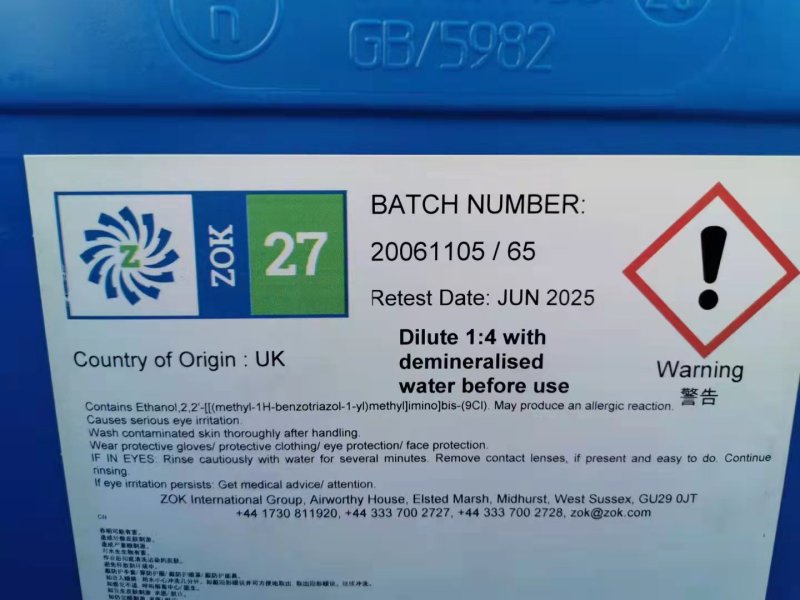 n
GB/5982
Z
ZOK
27
BATCH NUMBER:
20061105 / 65
Retest Date: JUN 2025
Dilute 1:4 with
demineralised
water before use
Country of Origin : UK
Warning
警告
Contains Ethanol,2,2'-[[(methyl-1H-benzotriazol-1-yl)methyl]imino]bis-(9CI). May produce an allergic reaction.
Causes serious eye irritation.
Wash contaminated skin thoroughly after handling.
Wear protective gloves/ protective clothing/ eye protection/ face protection.
IF IN EYES: Rinse cautiously with water for several minutes. Remove contact lenses, if present and easy to do. Continue
rinsing.
If eye irritation persists: Get medical advice/ attention.
ZOK International Group, Airworthy House, Elsted Marsh, Midhurst, West Sussex, GU29 0JT
+44 1730 811920, +44 333 700 2727, +44 333 700 2728, zok@zok.com
CN